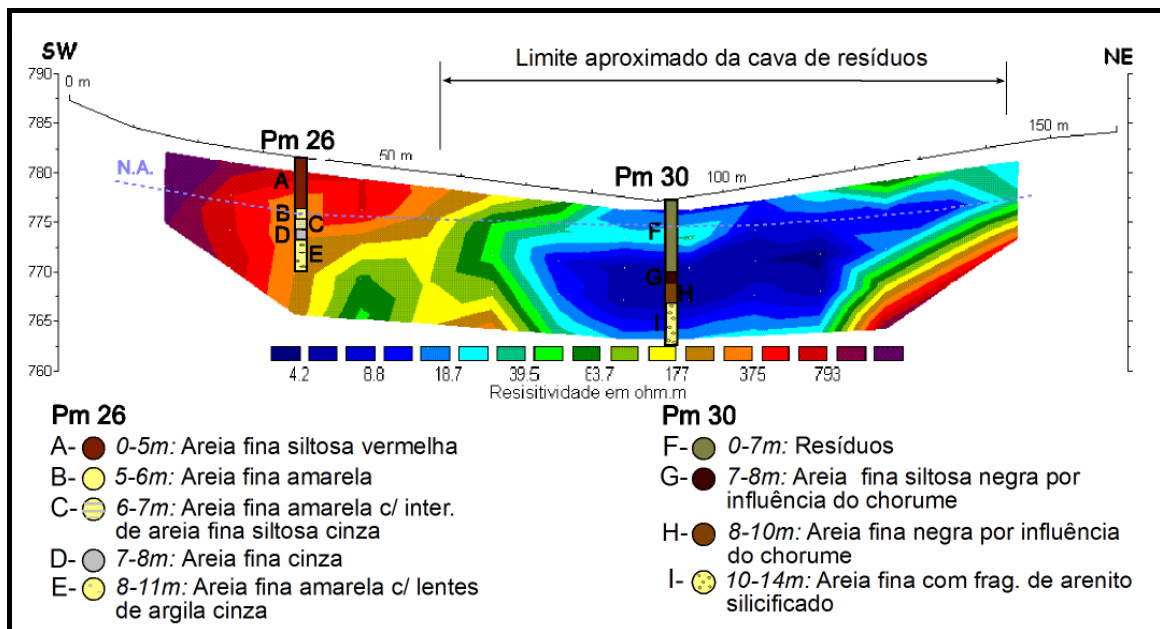 SW
Limite aproximado da cava de resíduos
NE
790
0 m
785
150 m
Pm 26
50 m
Pm 30
100 m
780
N.A.
A
775
B
C
F
D
E
770
G
H
765
I
760
4.2
8.8
18.7
39.5
83.7
177
375
793
Resisitividade em ohm.m
Pm 26
A- 0-5m: Areia fina siltosa vermelha
B- 5-6m: Areia fina amarela
C- 6-7m: Areia fina amarela c/ inter.
de areia fina siltosa cinza
D- 7-8m: Areia fina cinza
E- 8-11m: Areia fina amarela c/ lentes
de argila cinza
Pm 30
F- 0-7m: Resíduos
G- 7-8m: Areia fina siltosa negra por
influência do chorume
H- 8-10m: Areia fina negra por influência
do chorume
I- 10-14m: Areia fina com frag. de arenito
silicificado